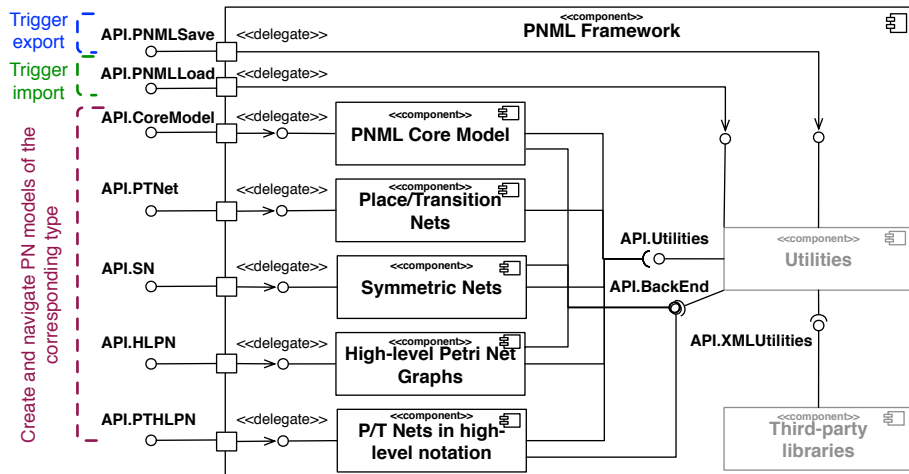 Trigger
export
API.PNMLSave
<<delegate>>
<<component>>
PNML Framework
Trigger
import
API.PNMLLoad
<<delegate>>
Create and navigate PN models of the
corresponding type
API.CoreModel
<<delegate>>
<<component>>
PNML Core Model
API.PTNet
<<delegate>>
<<component>>
Place/Transition
Nets
API.SN
<<delegate>>
<<component>>
Symmetric Nets
API.HLPN
<<delegate>>
<<component>>
High-level Petri Net
Graphs
API.PTHLPN
<<delegate>>
<<component>>
P/T Nets in high-
level notation
API.Utilities
API.BackEnd
<<component>>
Utilities
API.XMLUtilities
<<component>>
Third-party
libraries